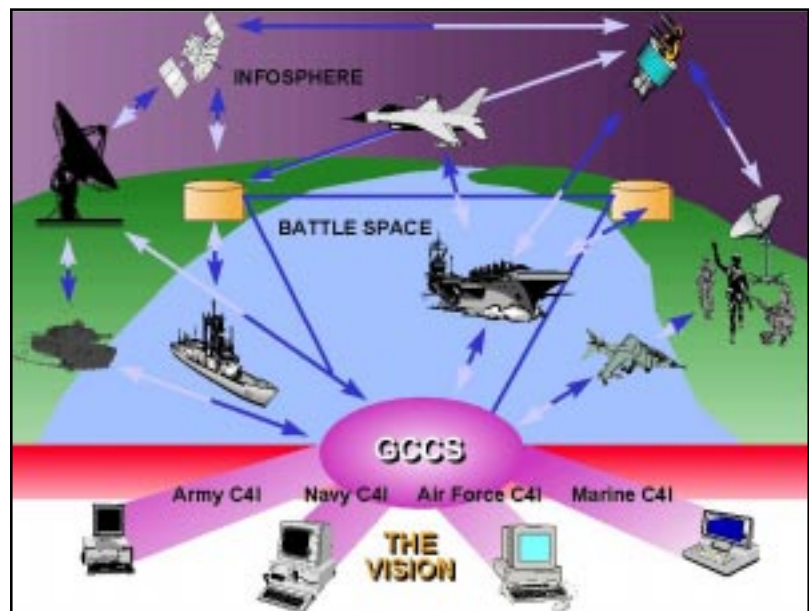 INFOSPHERE
BATTLE SPACE
GCCS
Army C4I Navy C4I Air Force C4I Marine C4I
THE
VISION